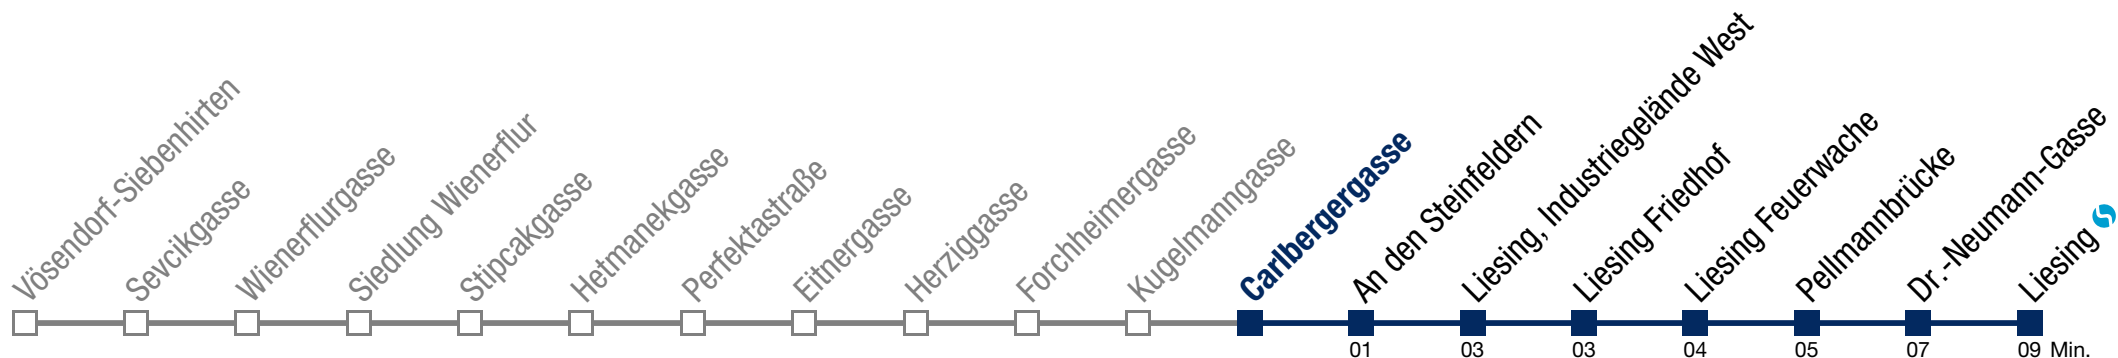 Vösendorf-Siebenhirten
Sevcikgasse
Wienerflurgasse
Siedlung Wienerflur
Stipcakgasse
Hetmanekgasse
Perfektastraße
Eitnergasse
Herziggasse
Forchheimergasse
Kugelmanngasse
Carlbergergasse
An den Steinfeldern
Liesing, Industriegelände West
Liesing Friedhof
Liesing Feuerwache
Pellmannbrücke
Dr.-Neumann-Gasse
Liesing
01 03 03 04 05 07 09 Min.